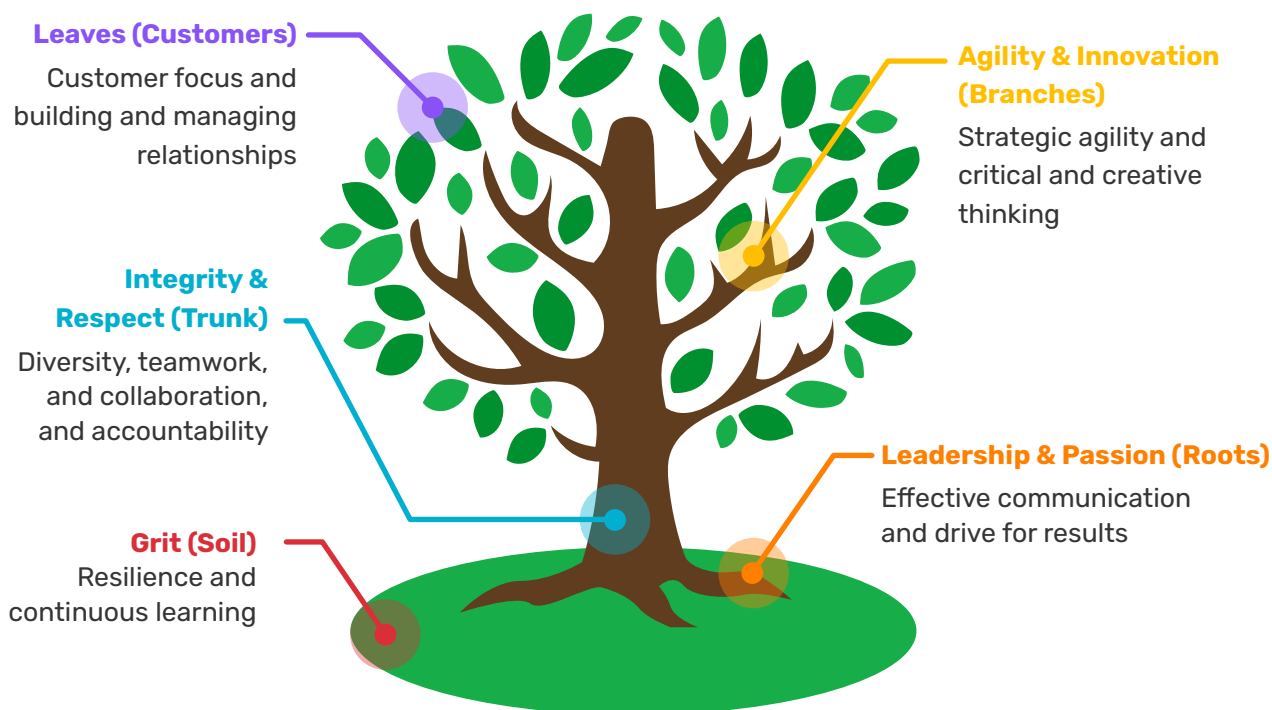 Leaves (Customers)
Customer focus and
building and managing
relationships
Agility & Innovation
(Branches)
Strategic agility and
critical and creative
thinking
Integrity &
Respect (Trunk)
Diversity, teamwork,
and collaboration,
and accountability
Leadership & Passion (Roots)
Effective communication
and drive for results
Grit (Soil)
Resilience and
continuous learning